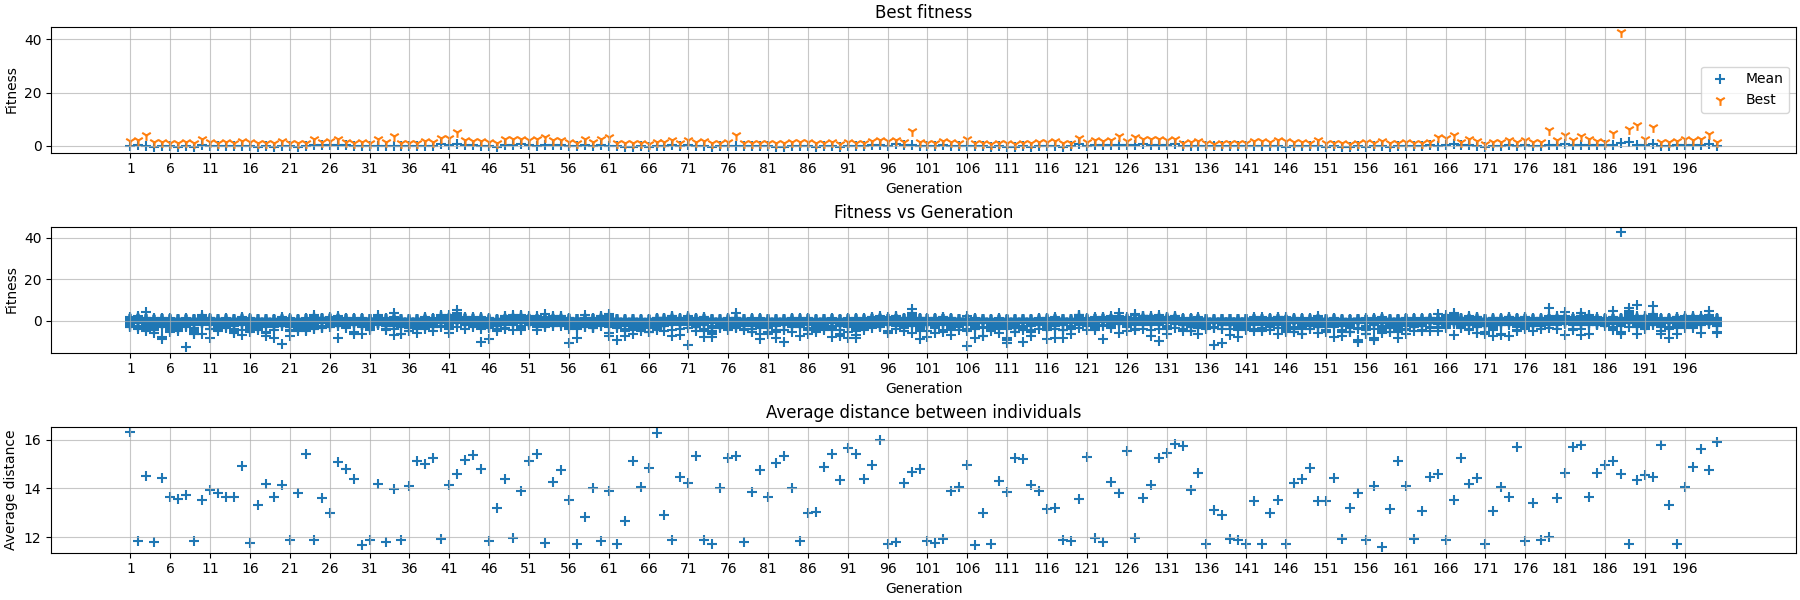 Best fitness
40
20
0
Fitness
Mean
Best
1 6 11 16 21 26 31 36 41 46 51 56 61 66 71 76 81 86 91 96 101 106 111 116 121 126 131 136 141 146 151 156 161 166 171 176 181 186 191 196
Generation
Fitness vs Generation
40
20
0
Fitness
1 6 11 16 21 26 31 36 41 46 51 56 61 66 71 76 81 86 91 96 101 106 111 116 121 126 131 136 141 146 151 156 161 166 171 176 181 186 191 196
Generation
Average distance between individuals
16
14
12
Average distance
1 6 11 16 21 26 31 36 41 46 51 56 61 66 71 76 81 86 91 96 101 106 111 116 121 126 131 136 141 146 151 156 161 166 171 176 181 186 191 196
Generation